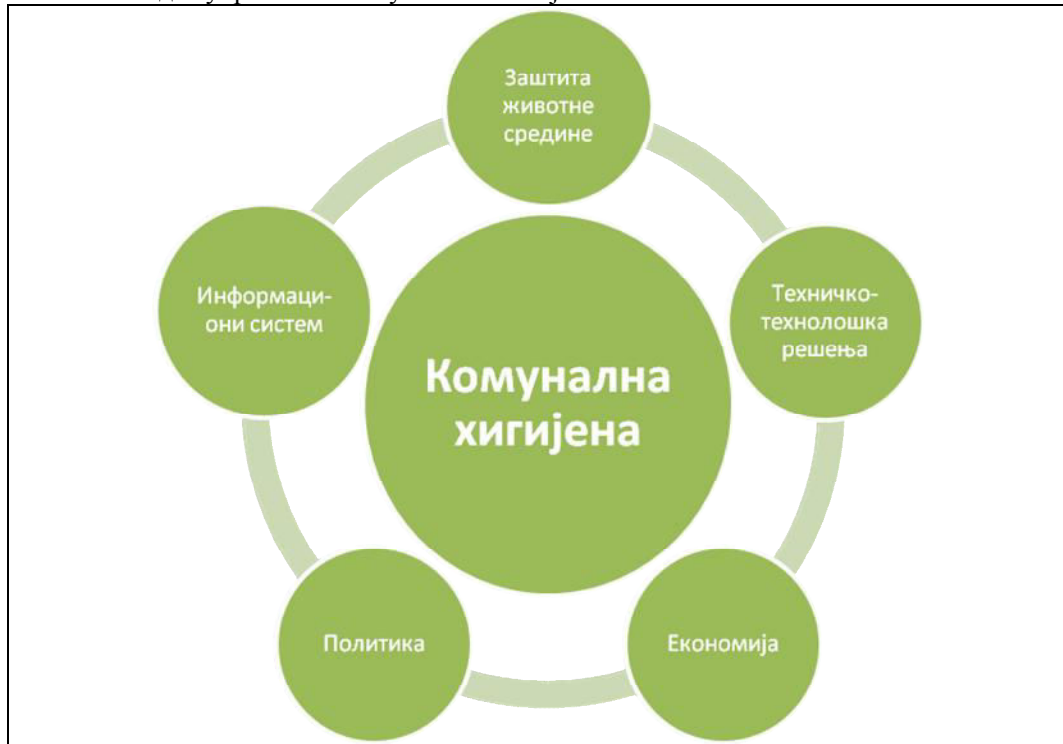 Заштита
животне
средине
Информаци-
они систем
Техничко-
технолошка
решења
Комунална
хигијена
Политика
Економија